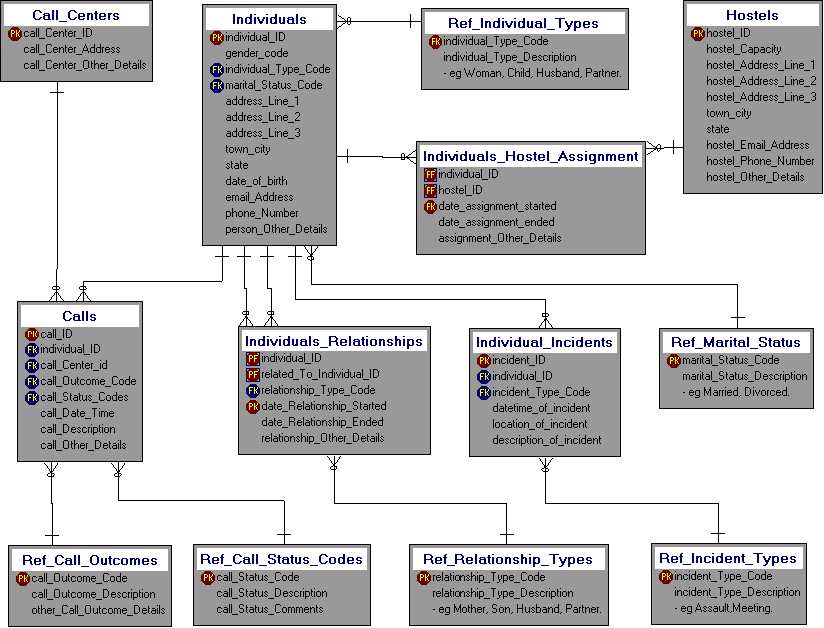 Call_Centers
PK call_Center_ID
call_Center_Address
call_Center_Other_Details
Individuals
PK individual_ID
gender_code
FK individual_Type_Code
FK marital_Status_Code
address_Line_1
address_Line_2
address_Line_3
town_city
state
date_of_birth
email_Address
phone_Number
person_Other_Details
Ref_Individual_Types
FK individual_Type_Code
individual_Type_Description
- eg Woman, Child, Husband, Partner.
Hostels
PK hostel_ID
hostel_Capacity
hostel_Address_Line_1
hostel_Address_Line_2
hostel_Address_Line_3
town_city
state
hostel_Email_Address
hostel_Phone_Number
hostel_Other_Details
Individuals_Hostel_Assignment
FF individual_ID
FF hostel_ID
FK date_assignment_started
date_assignment_ended
assignment_Other_Details
Calls
PK call_ID
FK individual_ID
FK call_Center_id
FK call_Outcome_Code
FK call_Status_Codes
call_Date_Time
call_Description
call_Other_Details
Individuals_Relationships
PF individual_ID
PF related_To_Individual_ID
FK relationship_Type_Code
PK date_Relationship_Started
date_Relationship_Ended
relationship_Other_Details
Individual_Incidents
PK incident_ID
FK individual_ID
FK incident_Type_Code
datetime_of_incident
location_of_incident
description_of_incident
Ref_Marital_Status
PK marital_Status_Code
marital_Status_Description
- eg Married, Divorced.
Ref_Call_Outcomes
PK call_Outcome_Code
call_Outcome_Description
other_Call_Outcome_Details
Ref_Call_Status_Codes
PK call_Status_Code
call_Status_Description
call_Status_Comments
Ref_Relationship_Types
PK relationship_Type_Code
relationship_Type_Description
- eg Mother, Son, Husband, Partner.
Ref_Incident_Types
PK incident_Type_Code
incident_Type_Description
- eg Assault,Meeting.